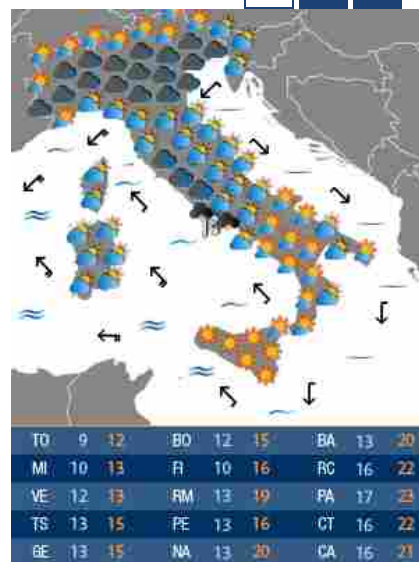 TO 9 12 BO 12 15 BA 13 20
MI 10 13 FI 10 16 RC 16 22
VE 12 13 RM 13 19 PA 17 23
TS 13 15 PE 13 16 CT 16 22
GE 13 15 NA 13 20 CA 16 21